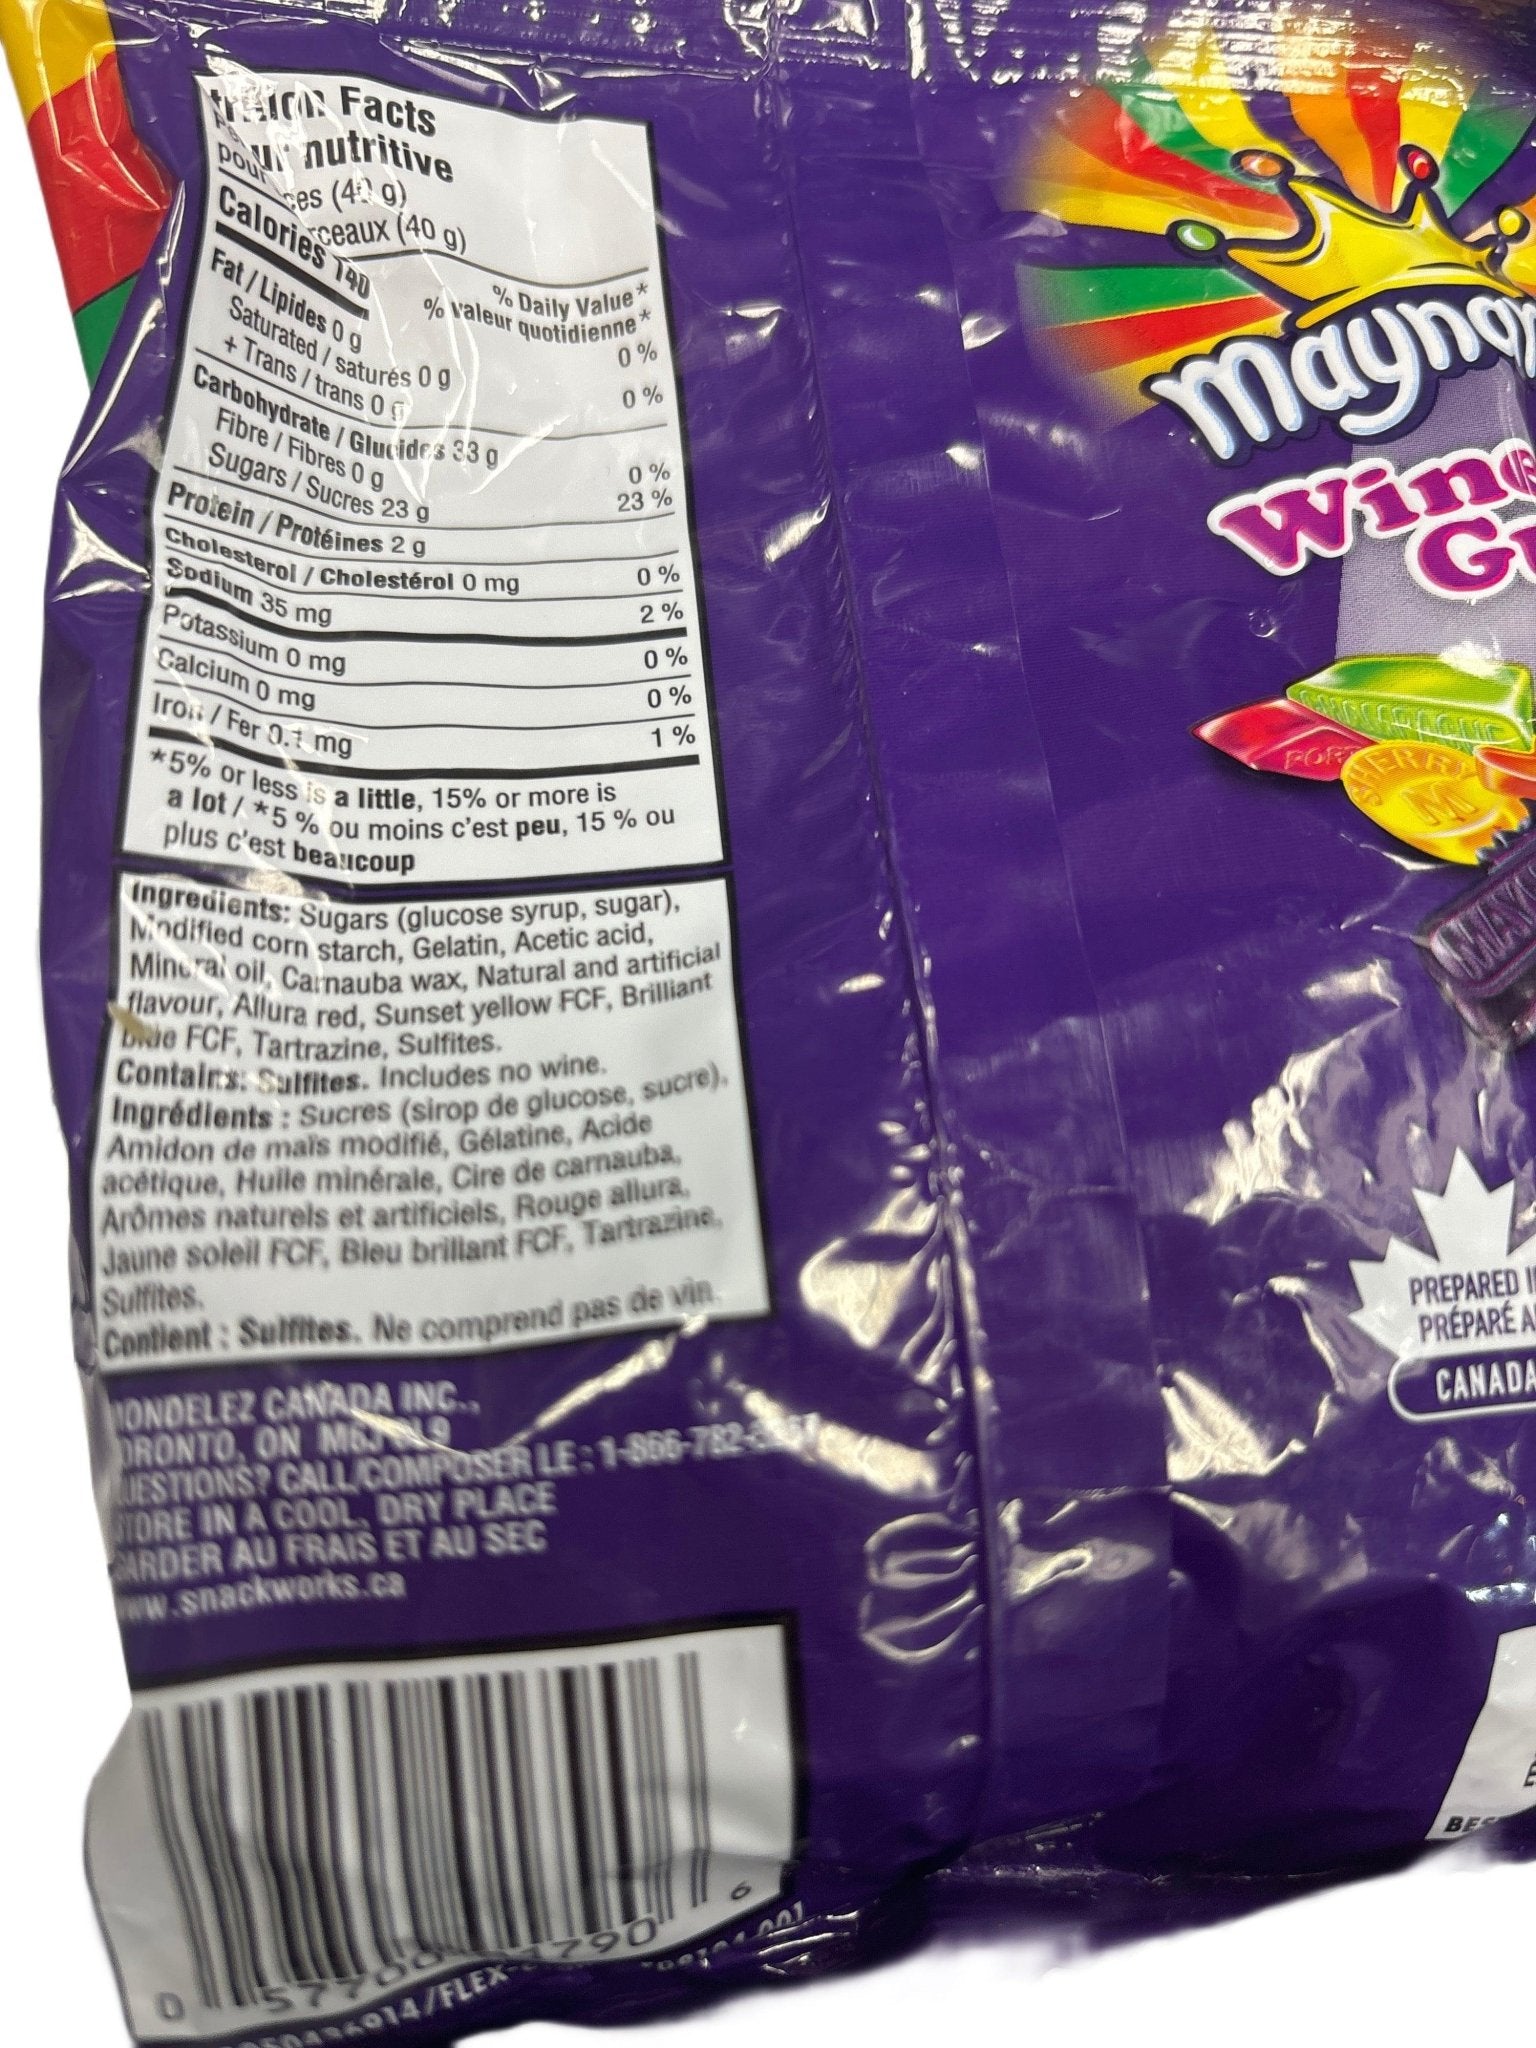 Facts
nutritive
pour
(40 g)
(40 g)
Calories 140
% Daily Value*
% valeur quotidienne*
Fat / Lipides 0 g 0 %
Saturated / saturés 0 g
+ Trans / trans 0 g 0 %
Carbohydrate / Glucides 33 g
Fibre / Fibres 0 g 0 %
Sugars / Sucres 23 g 23 %
Protein / Protéines 2 g
Cholesterol / Cholestérol 0 mg 0 %
Sodium 35 mg 2 %
Potassium 0 mg 0 %
Calcium 0 mg 0 %
Iron / Fer 0.1 mg 1 %
*5% or less is a little, 15% or more is
a lot / *5 % ou moins c'est peu, 15 % ou
plus c'est beaucoup
Ingredients: Sugars (glucose syrup, sugar),
Modified corn starch, Gelatin, Acetic acid,
Mineral oil, Carnauba wax, Natural and artificial
flavour, Allura red, Sunset yellow FCF, Brilliant
blue FCF, Tartrazine, Sulfites.
Contains: Sulfites. Includes no wine.
Ingrédients : Sucres (sirop de glucose, sucre),
Amidon de maïs modifié, Gélatine, Acide
acétique, Huile minérale, Cire de carnauba,
Arômes naturels et artificiels, Rouge allura,
Jaune soleil FCF, Bleu brillant FCF, Tartrazine,
Sulfites.
Contient : Sulfites. Ne comprend pas de vin.
MONDELEZ CANADA INC.,
TORONTO, ON
QUESTIONS? CALL/COMPOSER LE : 1-866-782-
STORE IN A COOL, DRY PLACE
GARDER AU FRAIS ET AU SEC
www.snackworks.ca
0 6
Maynar
Wine
Gu
CHAMPAGNE
PORT
SHERRY
M
MAY
PREPARED I
PRÉPARÉ A
CANADA
BES